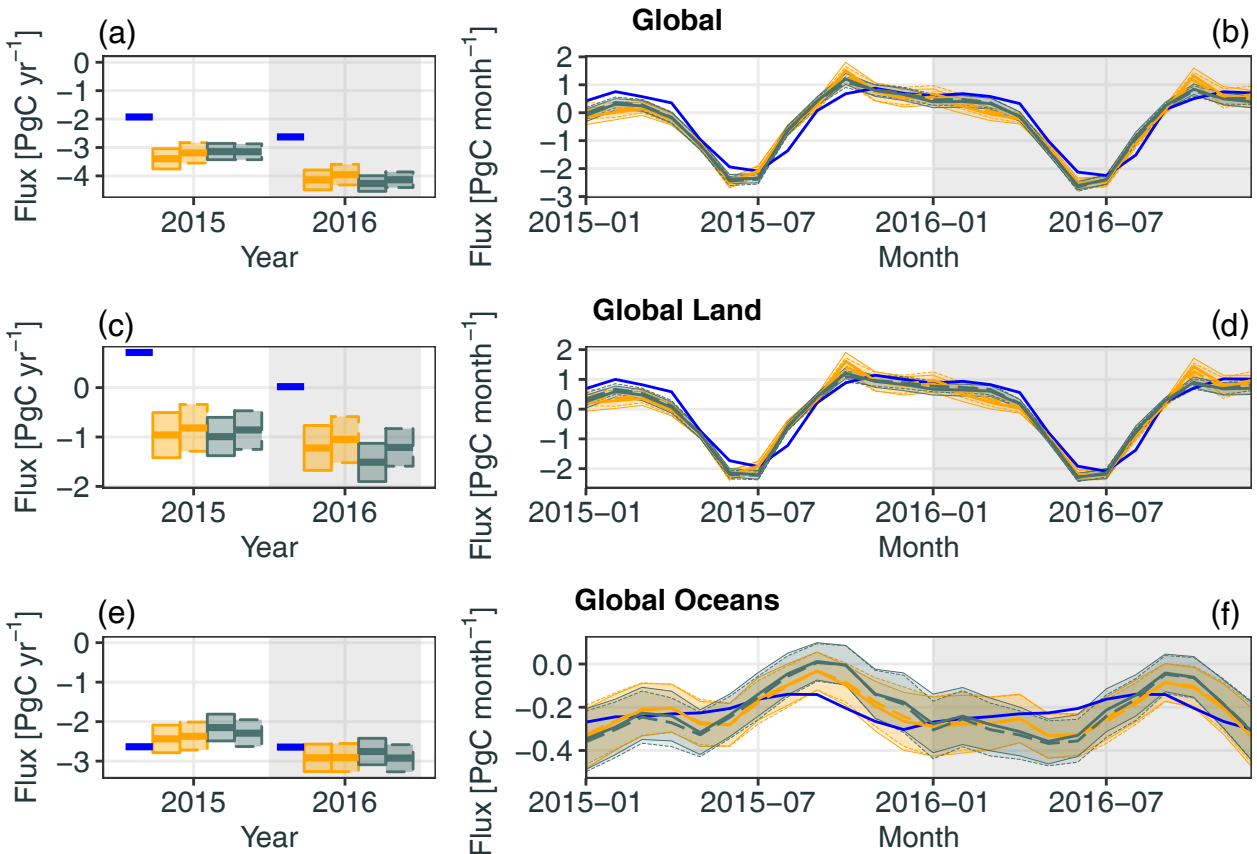 Global
(a)
Flux [PgC yr⁻¹]
0
−1
−2
−3
−4
2015
2016
Year
(b)
Flux [PgC monh⁻¹]
2
1
0
−1
−2
−3
2015−01
2015−07
2016−01
2016−07
Month
Global Land
(c)
Flux [PgC yr⁻¹]
0
−1
−2
2015
2016
Year
(d)
Flux [PgC month⁻¹]
2
1
0
−1
−2
2015−01
2015−07
2016−01
2016−07
Month
Global Oceans
(e)
Flux [PgC yr⁻¹]
0
−1
−2
−3
2015
2016
Year
(f)
Flux [PgC month⁻¹]
0.0
−0.2
−0.4
2015−01
2015−07
2016−01
2016−07
Month